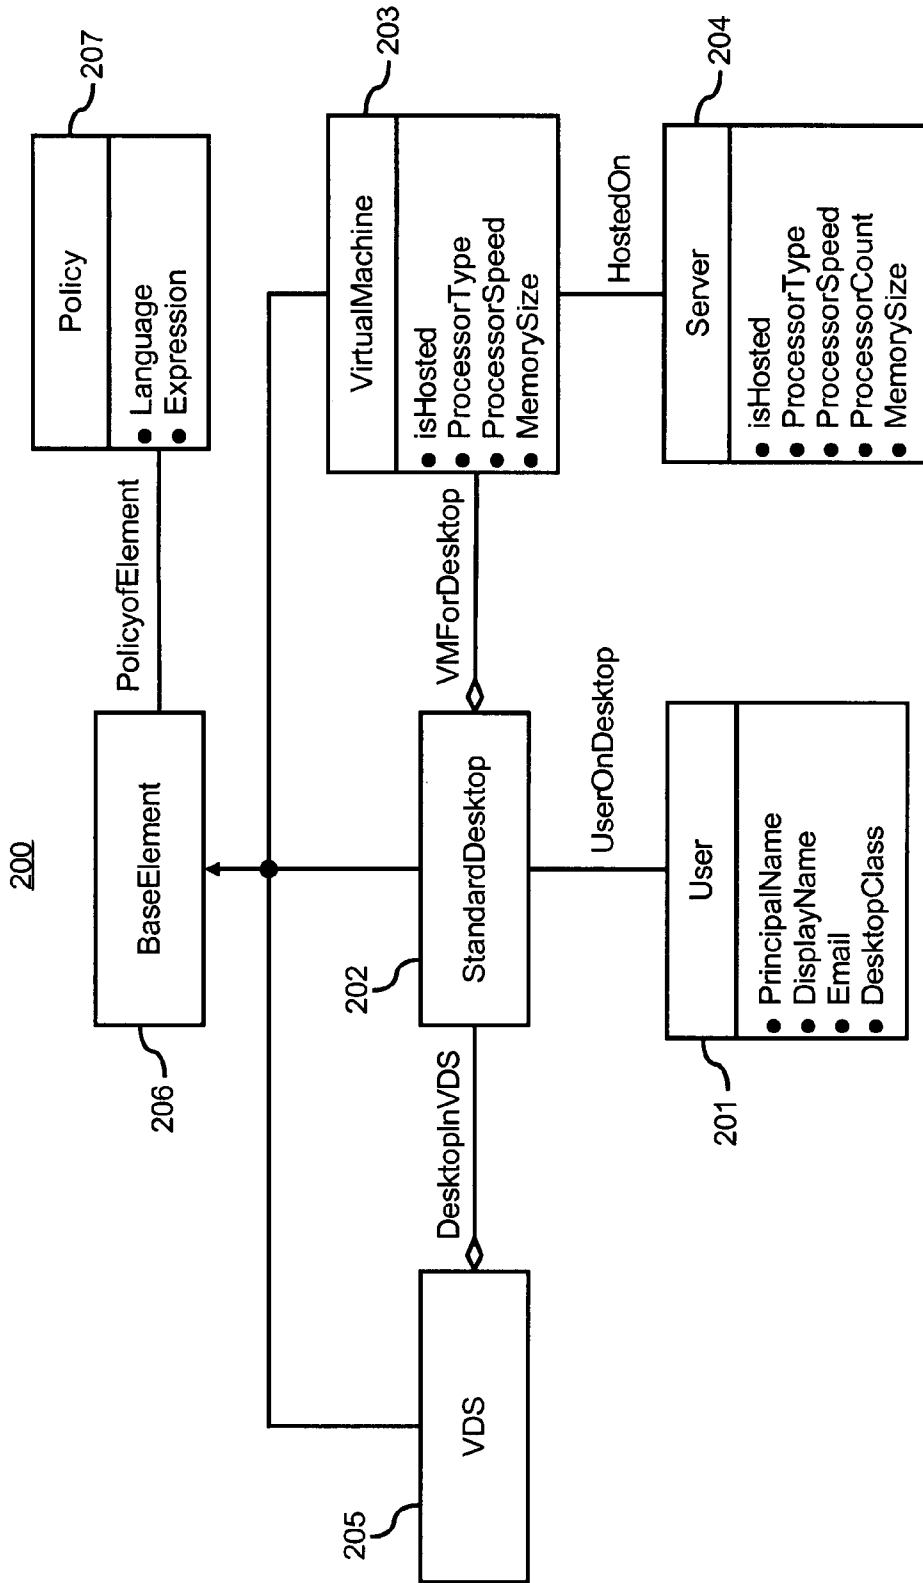 200
206
BaseElement
PolicyofElement
Policy
Language
Expression
207
205
VDS
DesktopInVDS
202
StandardDesktop
VMForDesktop
VirtualMachine
isHosted
ProcessorType
ProcessorSpeed
MemorySize
203
UserOnDesktop
HostedOn
201
User
PrincipalName
DisplayName
Email
DesktopClass
Server
isHosted
ProcessorType
ProcessorSpeed
ProcessorCount
MemorySize
204